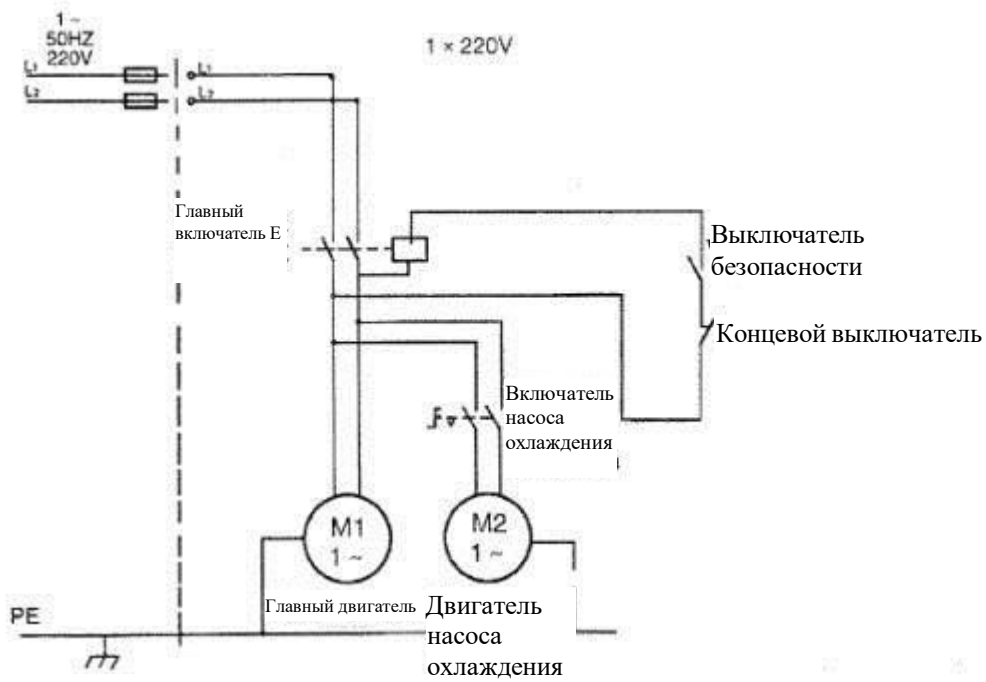 1 ~
50HZ
220V
1 × 220V
L1
L1
L2
L2
Главный
включатель E
Выключатель
безопасности
Концевой выключатель
Включатель
насоса
охлаждения
M1
1 ~
M2
1 ~
Главный двигатель
Двигатель
насоса
охлаждения
PE